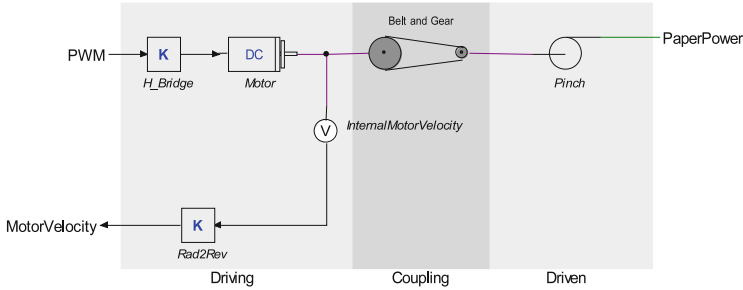 Belt and Gear
PWM
K
DC
PaperPower
H_Bridge
Motor
Pinch
V
InternalMotorVelocity
MotorVelocity
K
Rad2Rev
Driving
Coupling
Driven